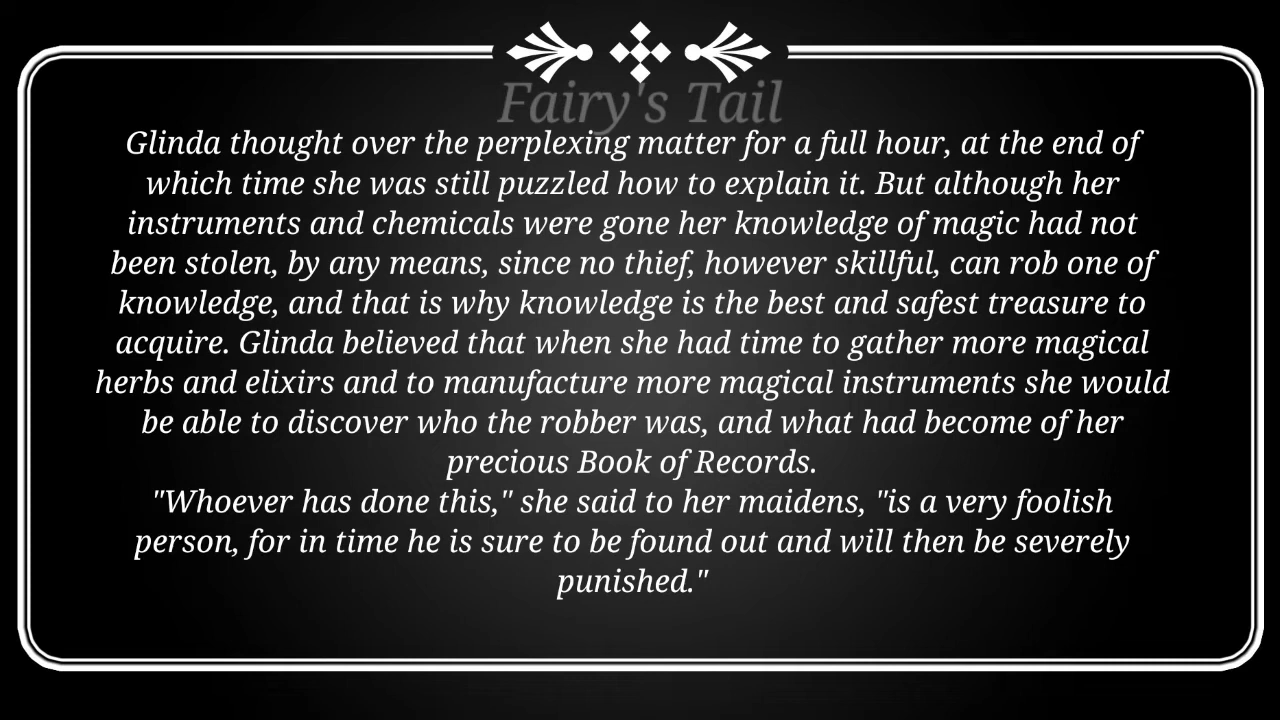 Fairy's Tail
Glinda thought over the perplexing matter for a full hour, at the end of
which time she was still puzzled how to explain it. But although her
instruments and chemicals were gone her knowledge of magic had not
been stolen, by any means, since no thief, however skillful, can rob one of
knowledge, and that is why knowledge is the best and safest treasure to
acquire. Glinda believed that when she had time to gather more magical
herbs and elixirs and to manufacture more magical instruments she would
be able to discover who the robber was, and what had become of her
precious Book of Records.
"Whoever has done this," she said to her maidens, "is a very foolish
person, for in time he is sure to be found out and will then be severely
punished."